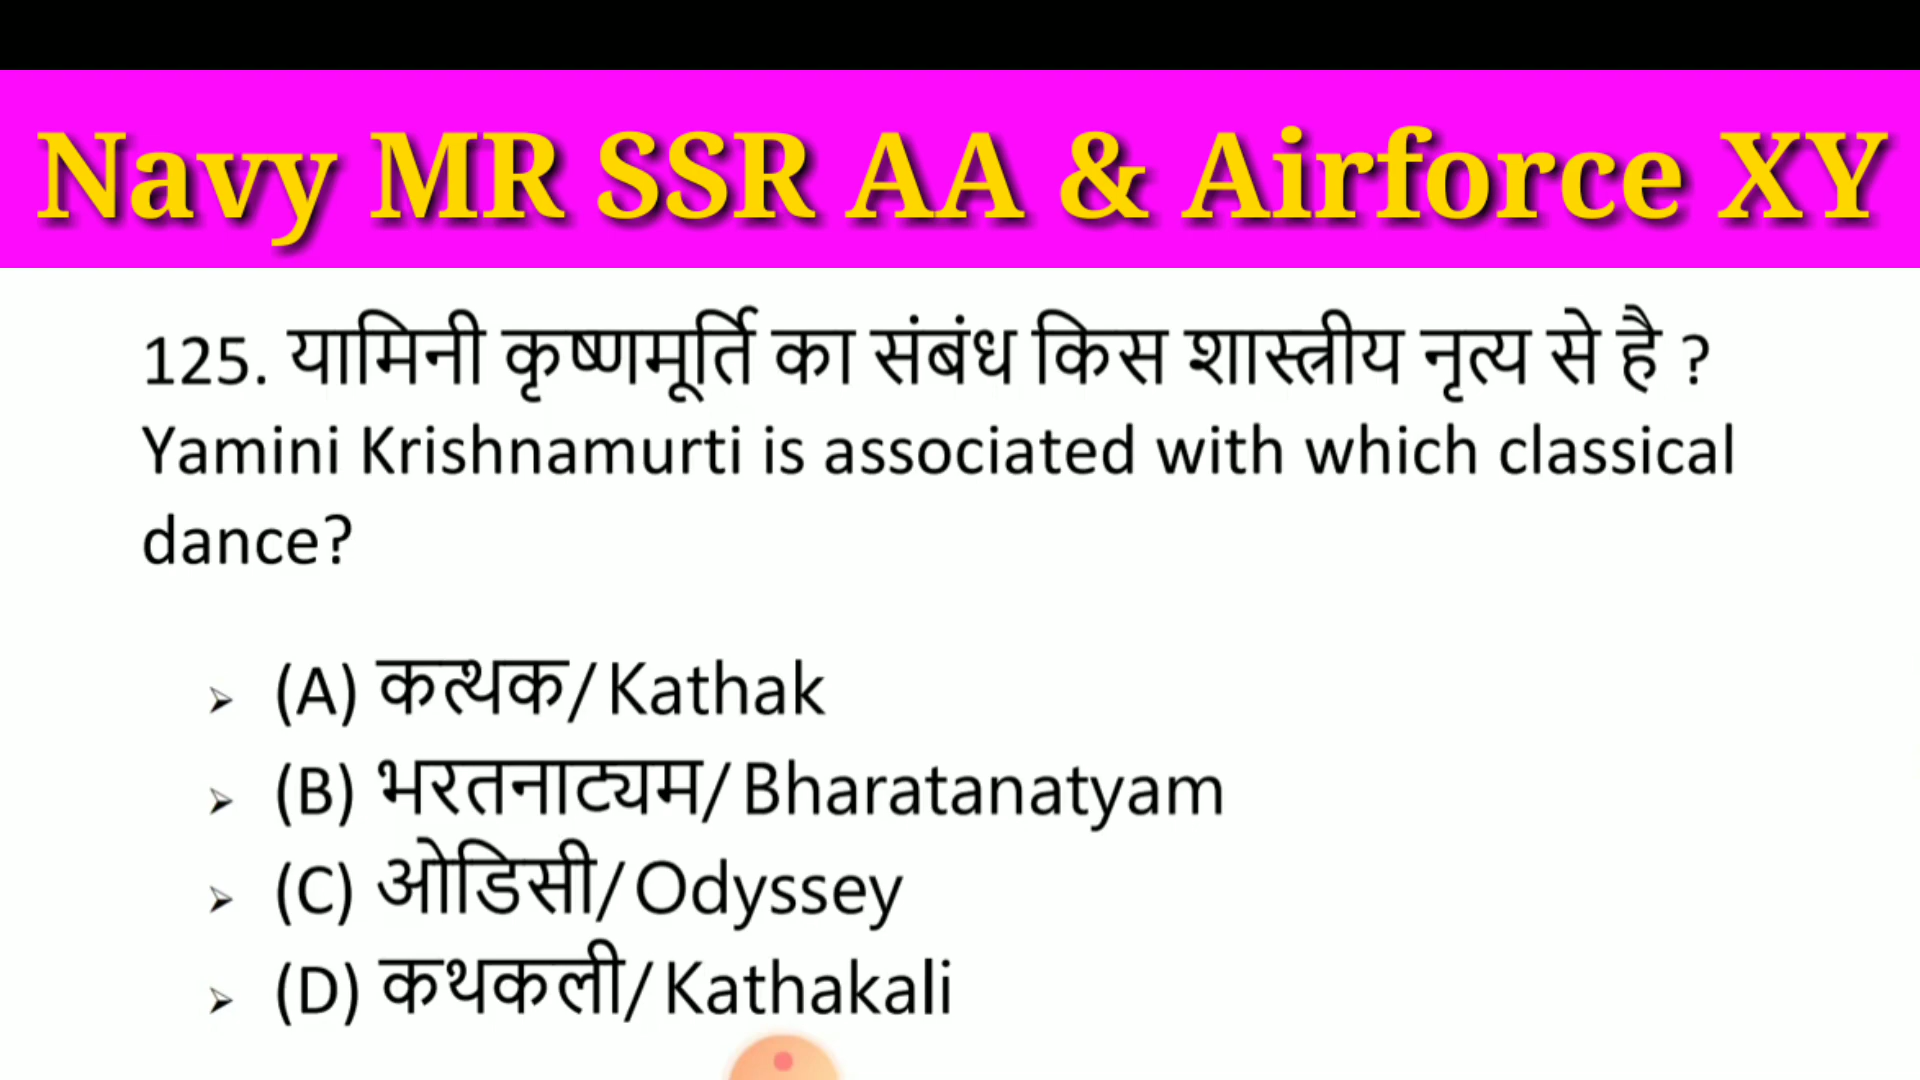 Navy MR SSR AA & Airforce XY
125. यामिनी कृष्णमूर्ति का संबंध किस शास्त्रीय नृत्य से है ?
Yamini Krishnamurti is associated with which classical
dance?
(A) कत्थक/Kathak
(B) भरतनाट्यम/Bharatanatyam
(C) ओडिसी/Odyssey
(D) कथकली/Kathakali